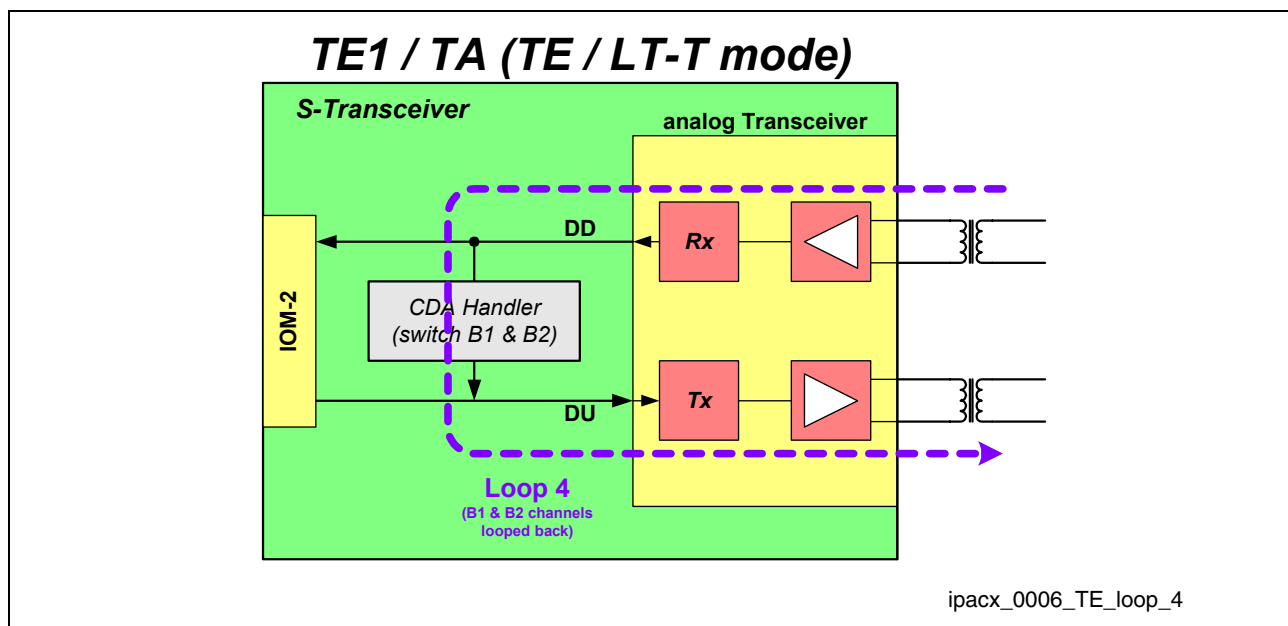 TE1 / TA (TE / LT-T mode)
S-Transceiver
analog Transceiver
DD
Rx
CDA Handler
(switch B1 & B2)
IOM-2
DU
Tx
Loop 4
(B1 & B2 channels
looped back)
ipacx_0006_TE_loop_4